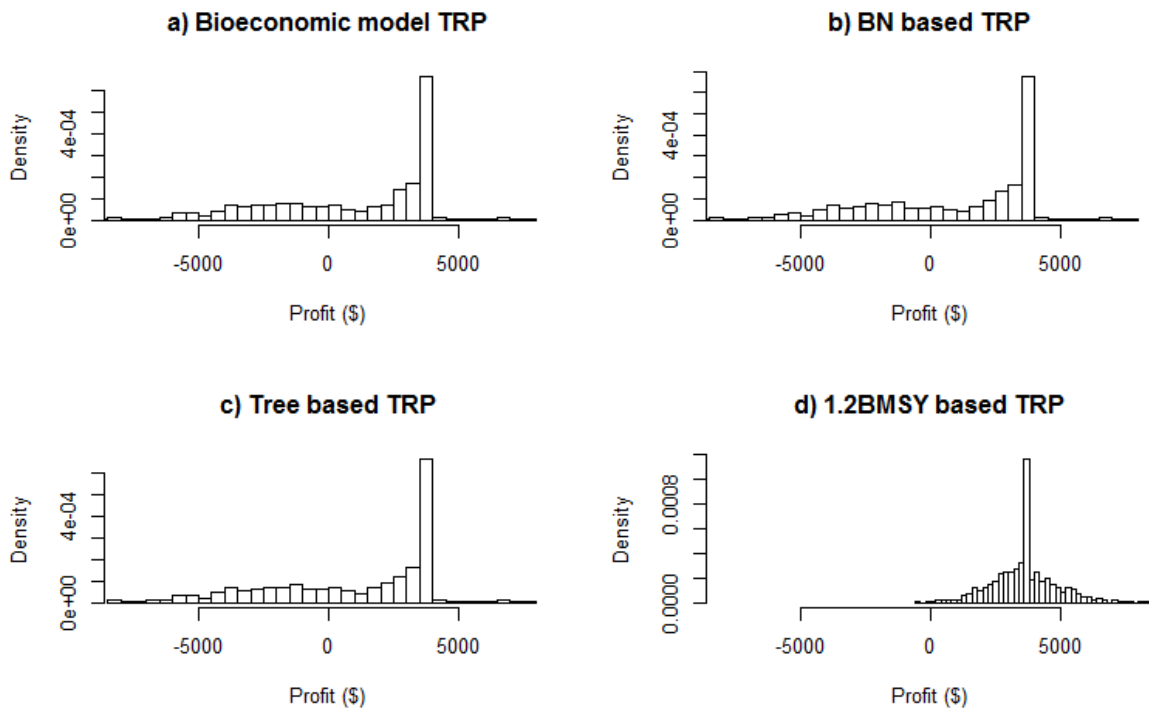 a) Bioeconomic model TRP
Density
0e+00 4e-04
-5000 0 5000
Profit ($)
b) BN based TRP
Density
0e+00 4e-04
-5000 0 5000
Profit ($)
c) Tree based TRP
Density
0e+00 4e-04
-5000 0 5000
Profit ($)
d) 1.2BMSY based TRP
Density
0.0000 0.0008
-5000 0 5000
Profit ($)